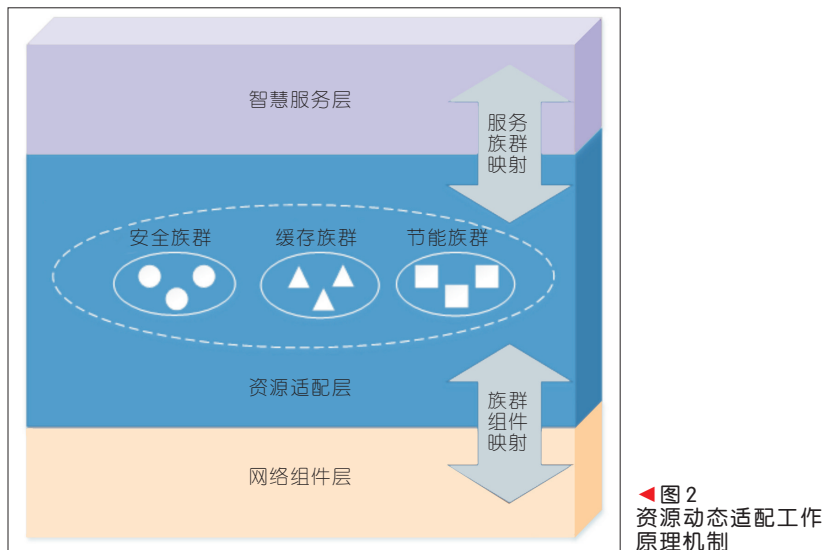 智慧服务层
服务
族群
映射
安全族群 缓存族群 节能族群
资源适配层
族群
组件
映射
网络组件层
◀图2
资源动态适配工作
原理机制